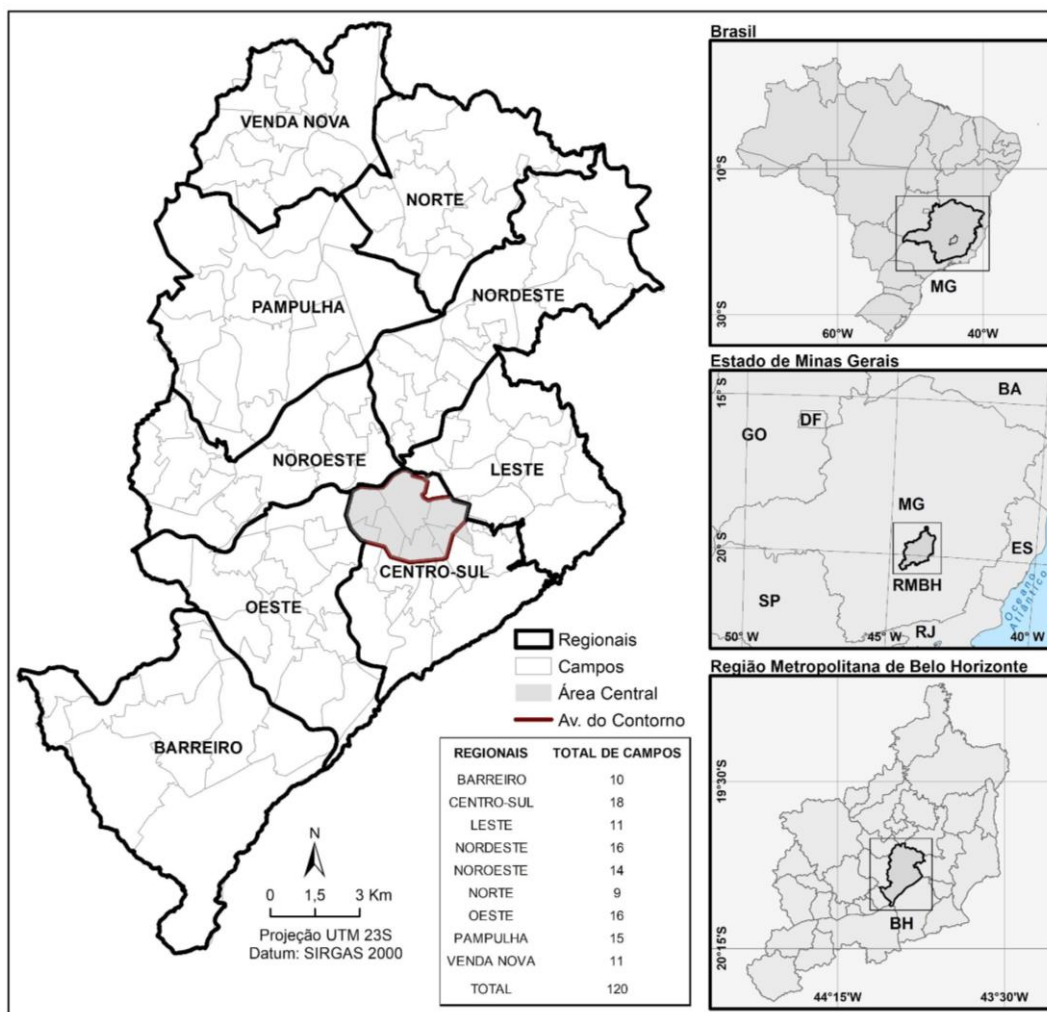 VENDA NOVA
NORTE
NORDESTE
PAMPULHA
NOROESTE
LESTE
CENTRO-SUL
OESTE
BARREIRO
Regionais
Campos
Área Central
Av. do Contorno
REGIONAIS TOTAL DE CAMPOS
BARREIRO 10
CENTRO-SUL 18
LESTE 11
NORDESTE 16
NOROESTE 14
NORTE 9
OESTE 16
PAMPULHA 15
VENDA NOVA 11
TOTAL 120
N
0 1,5 3 Km
Projeção UTM 23S
Datum: SIRGAS 2000
Brasil
10°S
30°S
MG
60°W 40°W
Estado de Minas Gerais
15°S
BA
DF
GO
MG
20°S
ES
RMBH
SP
Oceano
Atlântico
RJ
50° W 45° W 40° W
Região Metropolitana de Belo Horizonte
19°30'S
BH
20°15'S
44°15'W 43°30'W